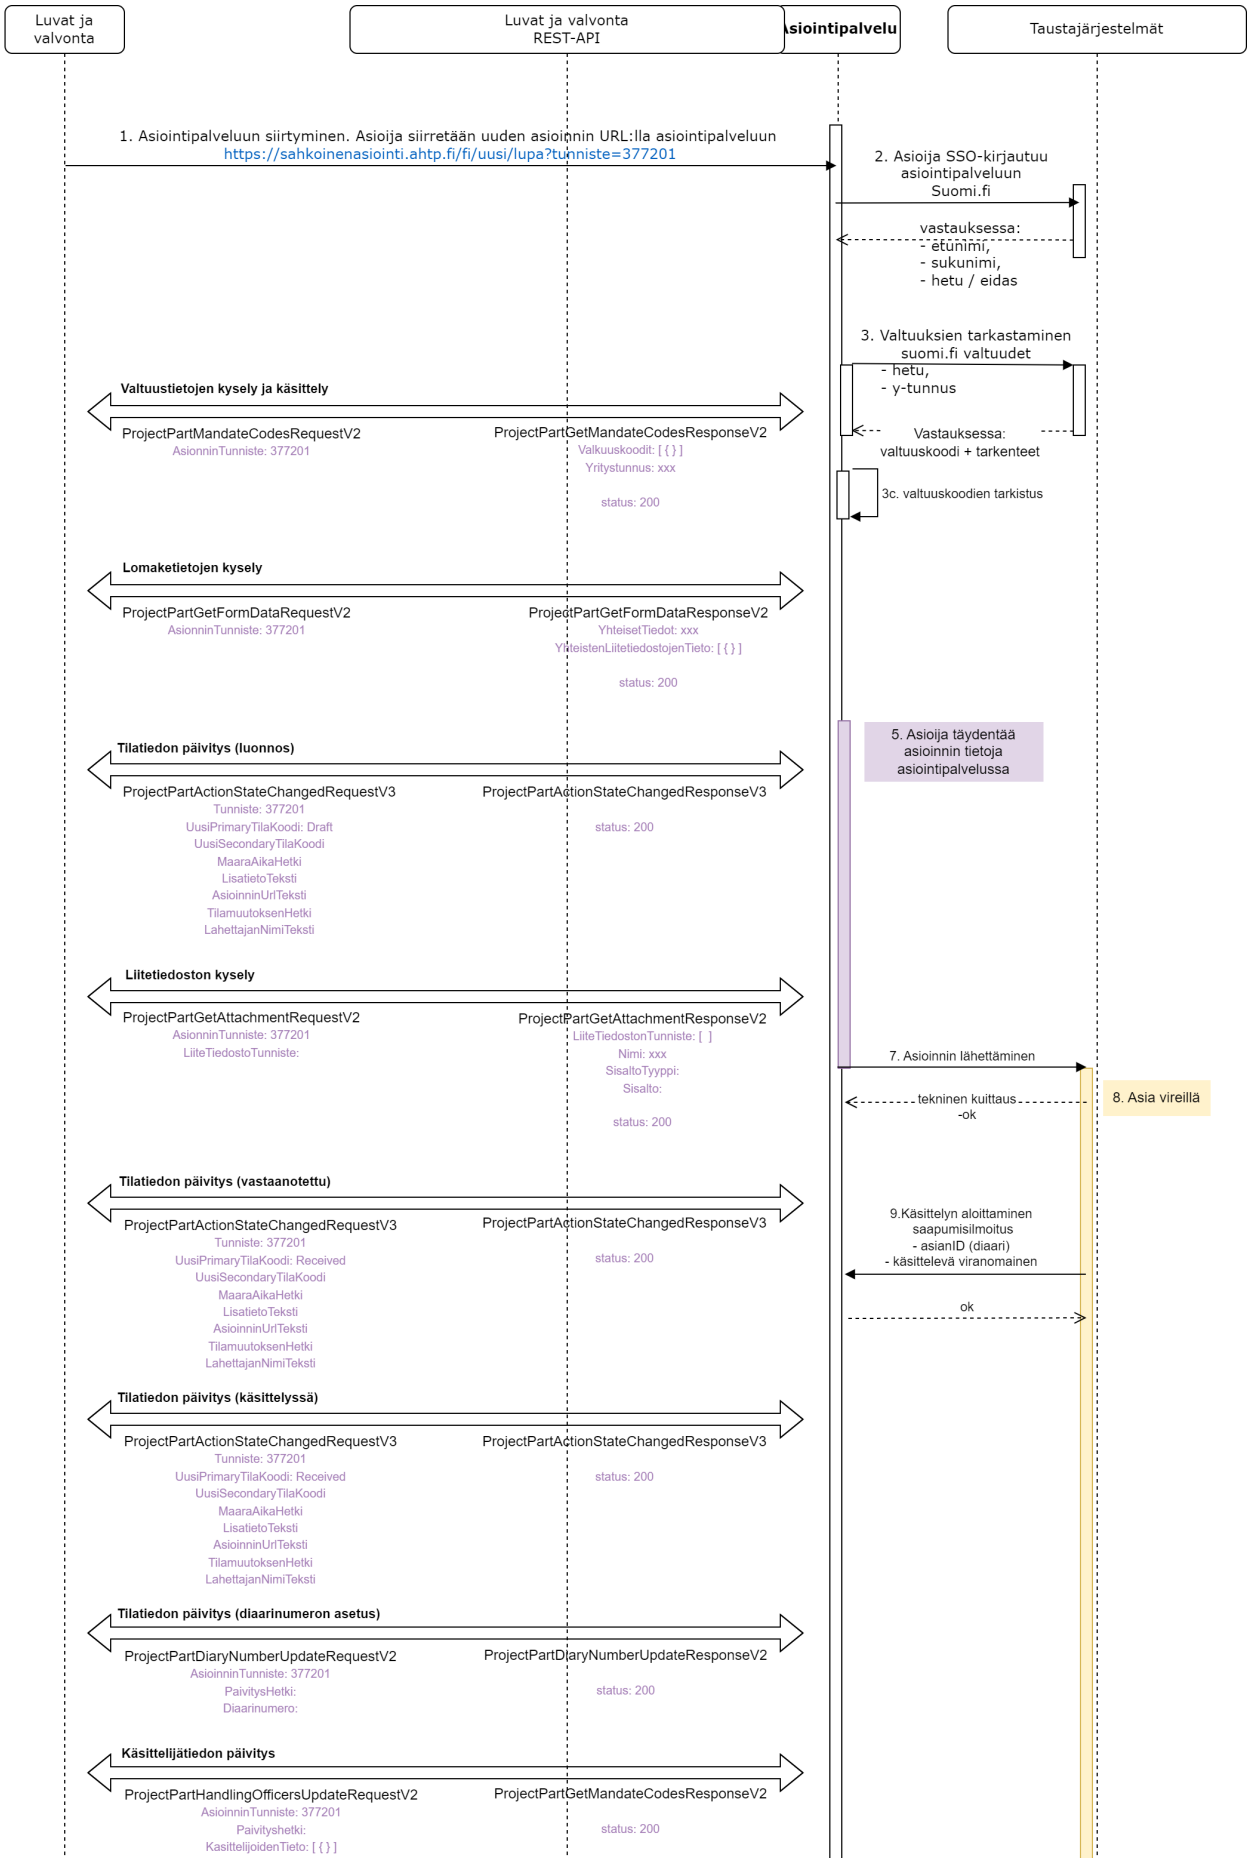 Luvat ja
valvonta
Luvat ja valvonta
REST-API
Asiointipalvelu
Taustajärjestelmät
1. Asiointipalveluun siirtyminen. Asioija siirretään uuden asioinnin URL:lla asiointipalveluun
https://sahkoinenasiointi.ahtp.fi/fi/uusi/lupa?tunniste=377201
2. Asioija SSO-kirjautuu
asiointipalveluun
Suomi.fi
vastauksessa:
- etunimi,
- sukunimi,
- hetu / eidas
3. Valtuuksien tarkastaminen
suomi.fi valtuudet
- hetu,
- y-tunnus
Valtuustietojen kysely ja käsittely
ProjectPartMandateCodesRequestV2
AsionninTunniste: 377201
ProjectPartGetMandateCodesResponseV2
Valkuuskoodit: [ { } ]
Yritystunnus: xxx
status: 200
Vastauksessa:
valtuuskoodi + tarkenteet
3c. valtuuskoodien tarkistus
Lomaketietojen kysely
ProjectPartGetFormDataRequestV2
AsionninTunniste: 377201
ProjectPartGetFormDataResponseV2
YhteisetTiedot: xxx
YhteistenLiitetiedostojenTieto: [ { } ]
status: 200
5. Asioija täydentää
asioinnin tietoja
asiointipalvelussa
Tilatiedon päivitys (luonnos)
ProjectPartActionStateChangedRequestV3
Tunniste: 377201
UusiPrimaryTilaKoodi: Draft
UusiSecondaryTilaKoodi
MaaraAikaHetki
LisatietoTeksti
AsioinninUrlTeksti
TilamuutoksenHetki
LahettajanNimiTeksti
ProjectPartActionStateChangedResponseV3
status: 200
Liitetiedoston kysely
ProjectPartGetAttachmentRequestV2
AsionninTunniste: 377201
LiiteTiedostoTunniste:
ProjectPartGetAttachmentResponseV2
LiiteTiedostonTunniste: [  ]
Nimi: xxx
SisaltoTyyppi:
Sisalto:
status: 200
7. Asioinnin lähettäminen
tekninen kuittaus
-ok
8. Asia vireillä
Tilatiedon päivitys (vastaanotettu)
ProjectPartActionStateChangedRequestV3
Tunniste: 377201
UusiPrimaryTilaKoodi: Received
UusiSecondaryTilaKoodi
MaaraAikaHetki
LisatietoTeksti
AsioinninUrlTeksti
TilamuutoksenHetki
LahettajanNimiTeksti
ProjectPartActionStateChangedResponseV3
status: 200
9.Käsittelyn aloittaminen
saapumisilmoitus
- asianID (diaari)
- käsittelevä viranomainen
ok
Tilatiedon päivitys (käsittelyssä)
ProjectPartActionStateChangedRequestV3
Tunniste: 377201
UusiPrimaryTilaKoodi: Received
UusiSecondaryTilaKoodi
MaaraAikaHetki
LisatietoTeksti
AsioinninUrlTeksti
TilamuutoksenHetki
LahettajanNimiTeksti
ProjectPartActionStateChangedResponseV3
status: 200
Tilatiedon päivitys (diaarinumeron asetus)
ProjectPartDiaryNumberUpdateRequestV2
AsioinninTunniste: 377201
PaivitysHetki:
Diaarinumero:
ProjectPartDiaryNumberUpdateResponseV2
status: 200
Käsittelijätiedon päivitys
ProjectPartHandlingOfficersUpdateRequestV2
AsioinninTunniste: 377201
Paivityshetki:
KasittelijoidenTieto: [ { } ]
ProjectPartGetMandateCodesResponseV2
status: 200